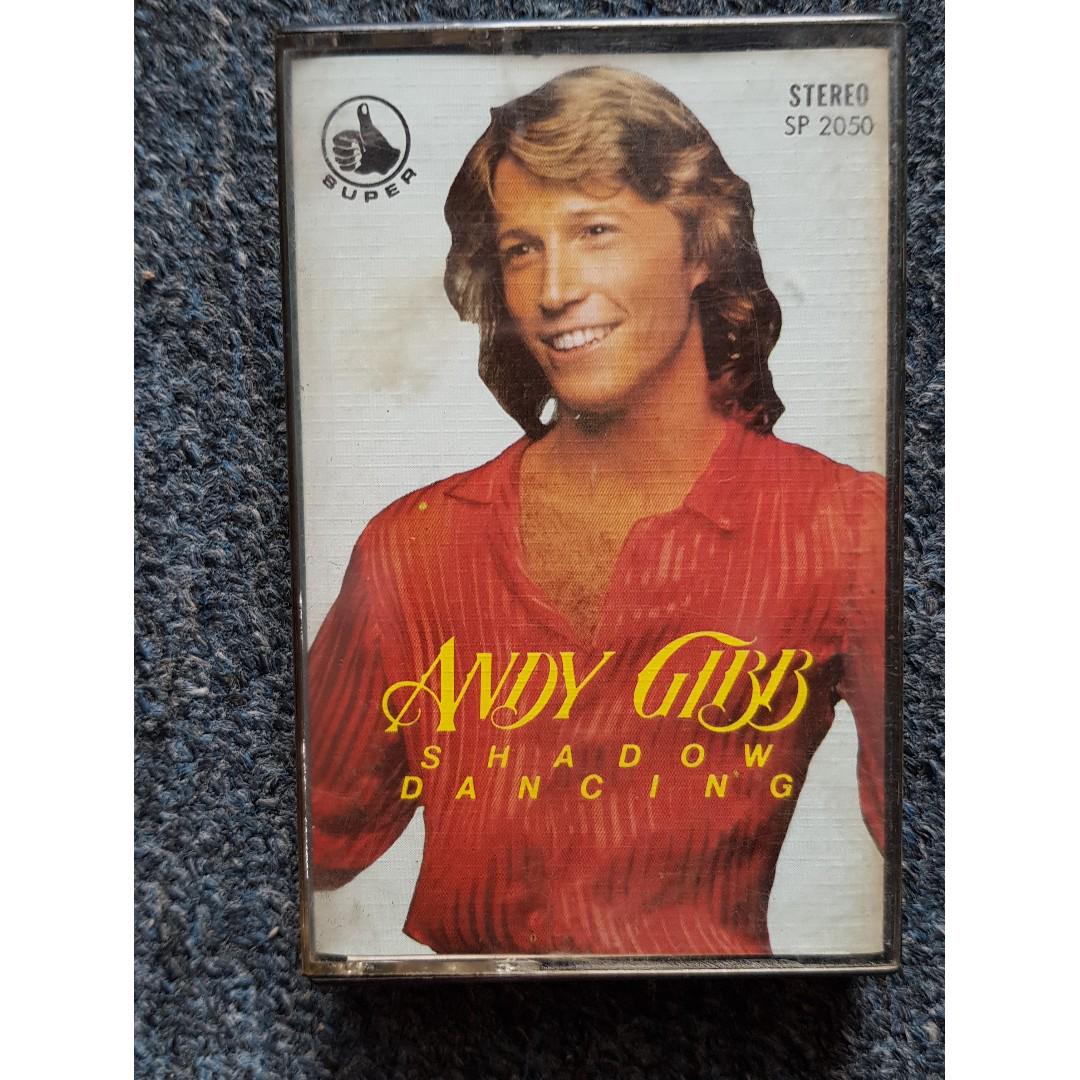 SUPER
STEREO
SP 2050
ANDY GIBB
SHADOW
DANCING